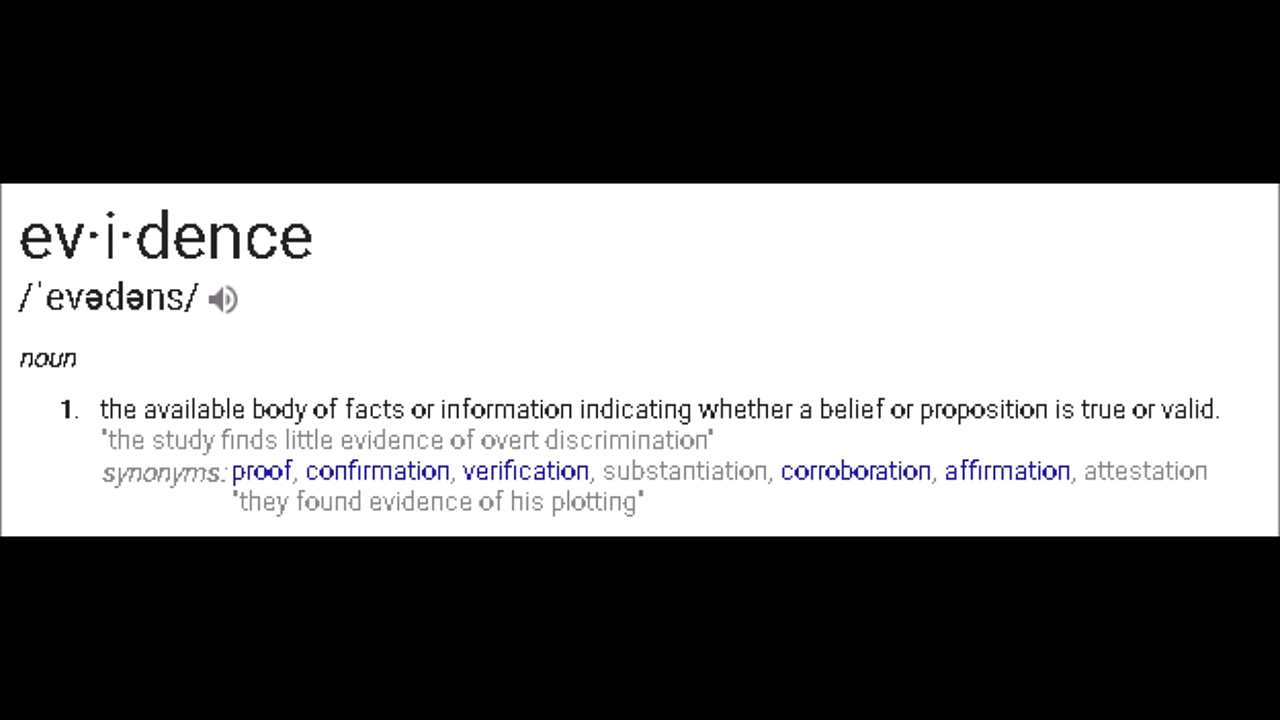 ev·i·dence
/ˈevədəns/
noun
1. the available body of facts or information indicating whether a belief or proposition is true or valid.
"the study finds little evidence of overt discrimination"
synonyms: proof, confirmation, verification, substantiation, corroboration, affirmation, attestation
"they found evidence of his plotting"